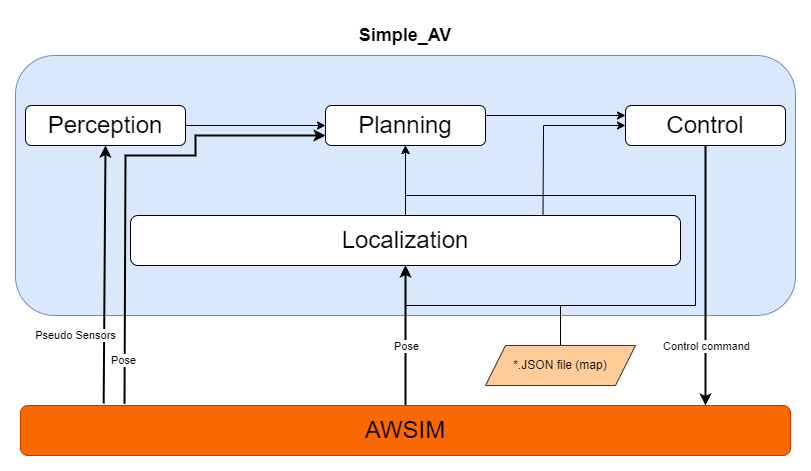 Simple_AV
Perception
Planning
Control
Localization
Pseudo Sensors
Pose
Pose
Control command
*.JSON file (map)
AWSIM